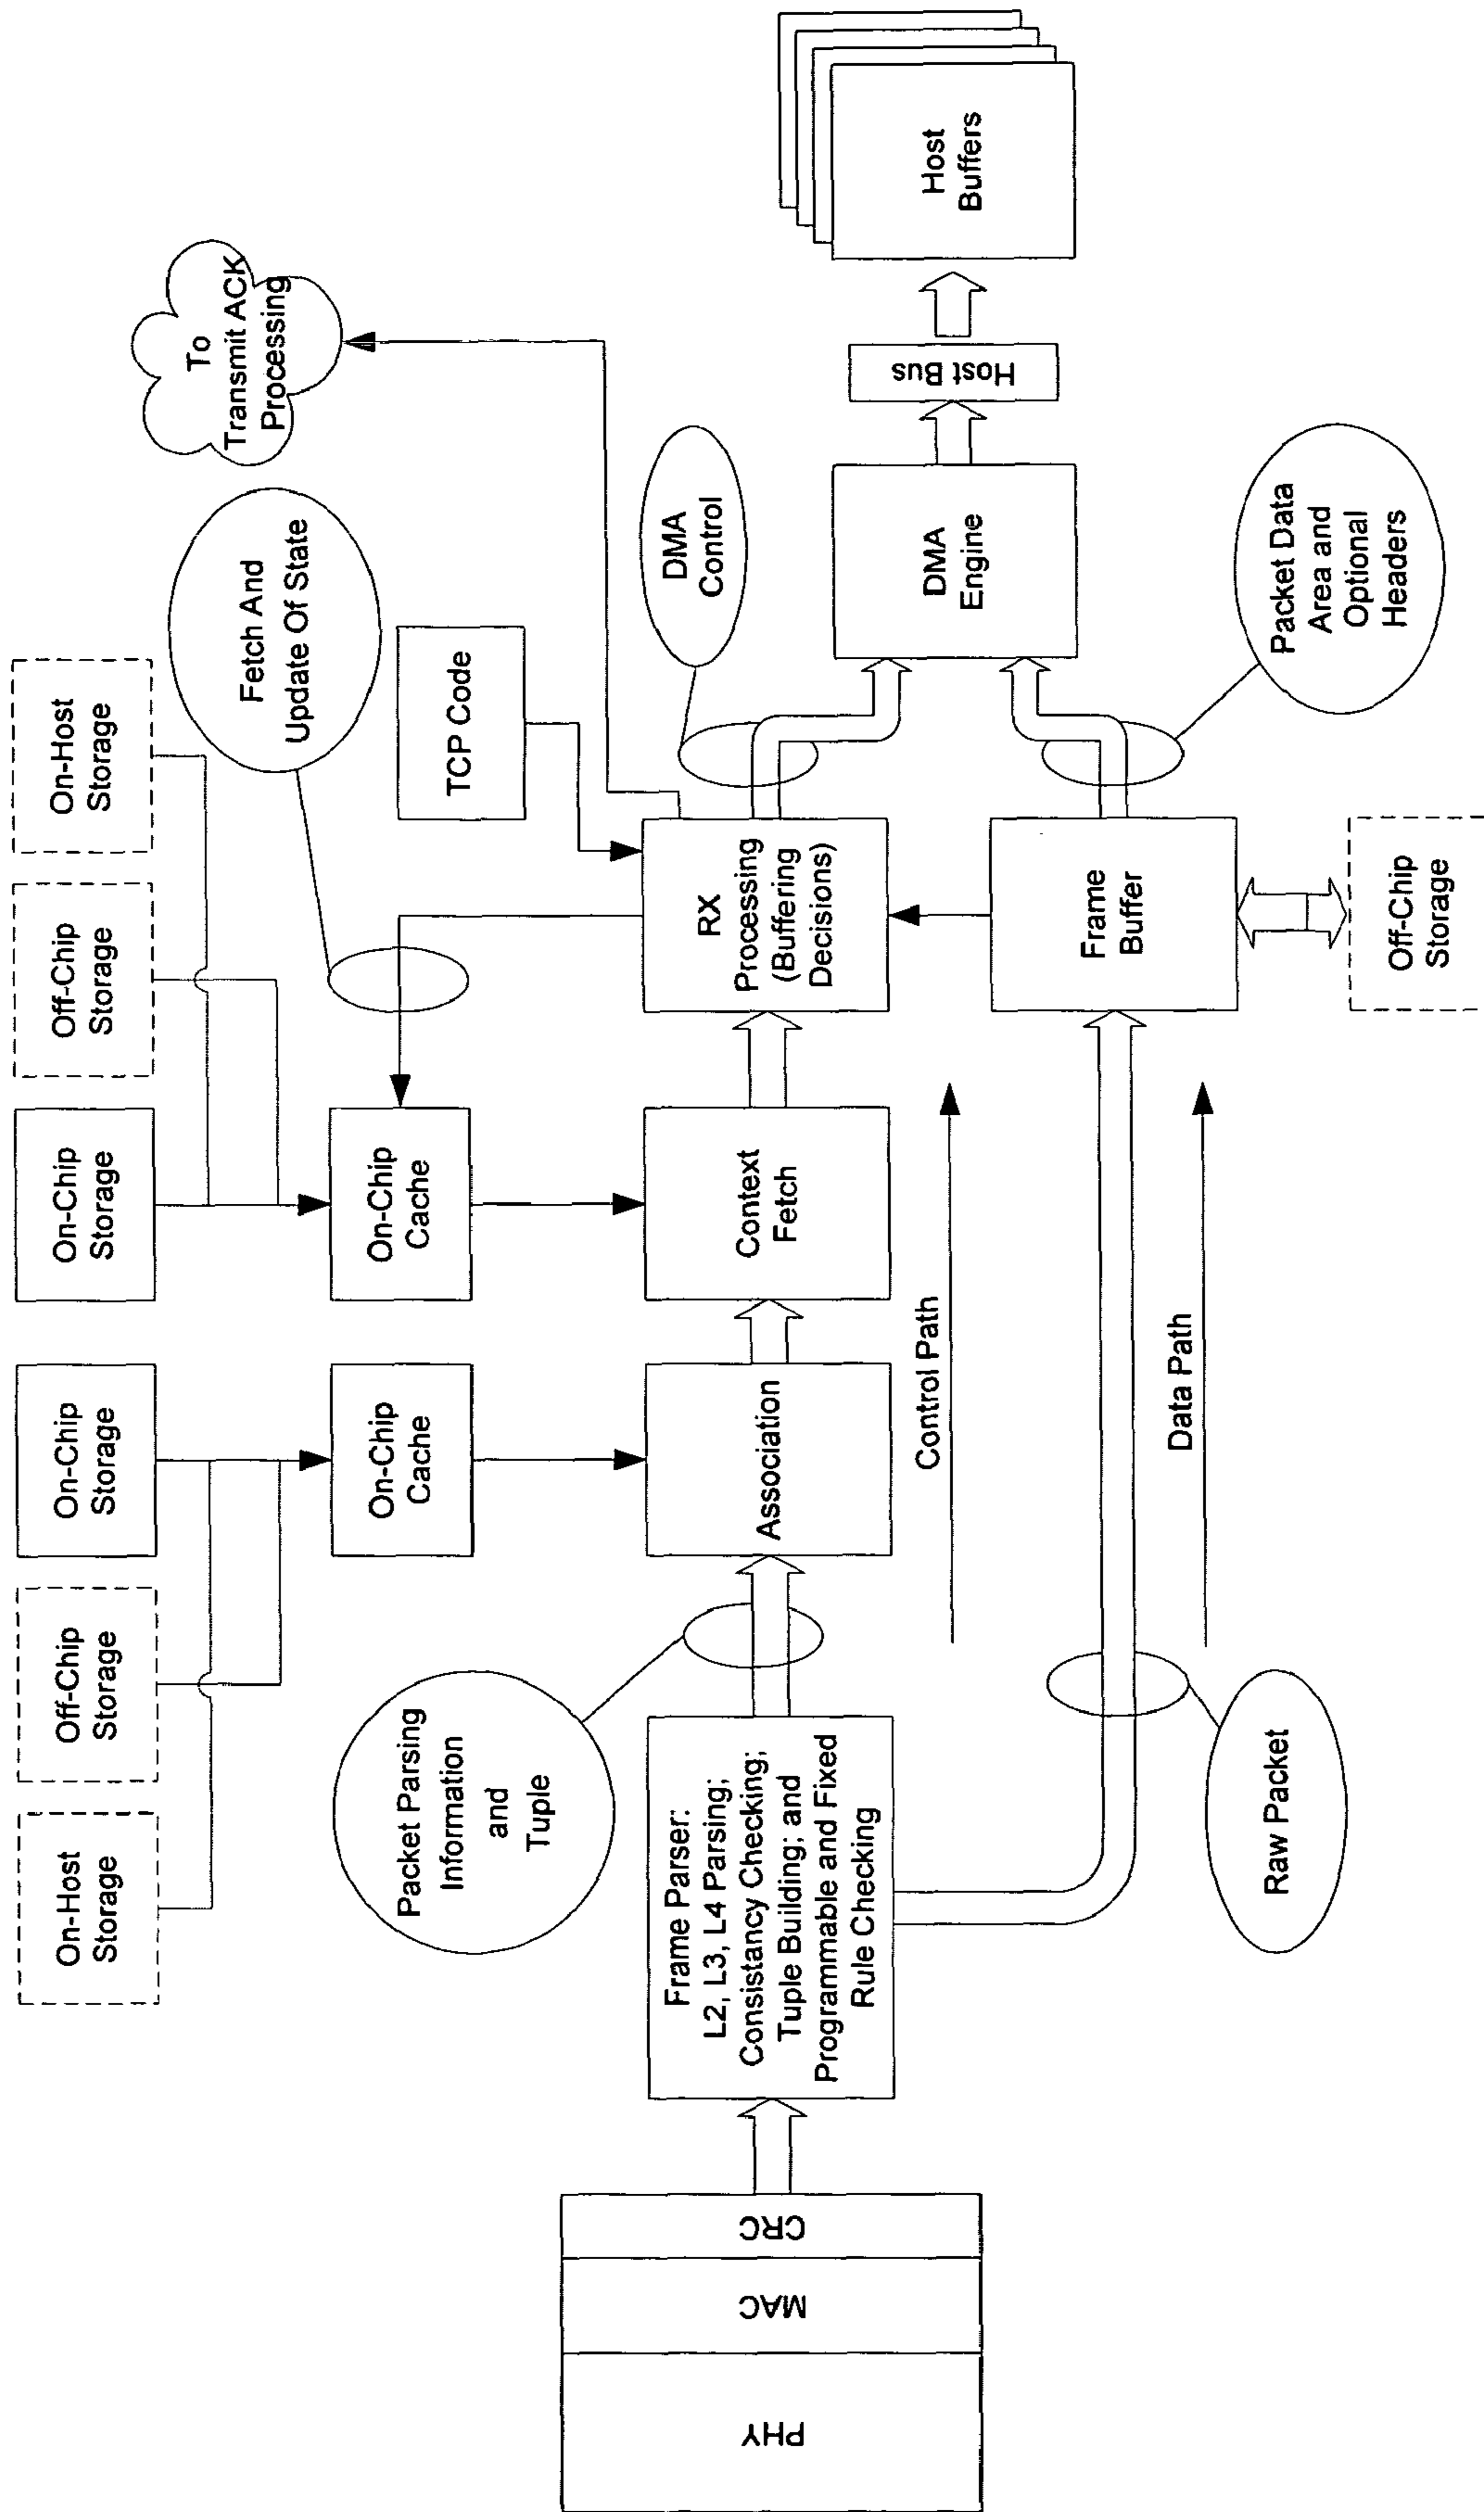 On-Host
Storage
Off-Chip
Storage
On-Chip
Storage
On-Chip
Storage
Off-Chip
Storage
On-Host
Storage
Packet Parsing
Information
and
Tuple
On-Chip
Cache
On-Chip
Cache
Fetch And
Update Of State
TCP Code
To
Transmit ACK
Processing
PHY
MAC
CRC
Frame Parser:
L2, L3, L4 Parsing;
Consistancy Checking;
Tuple Building; and
Programmable and Fixed
Rule Checking
Association
Context
Fetch
RX
Processing
(Buffering
Decisions)
DMA
Control
DMA
Engine
Host Bus
Host
Buffers
Control Path
Raw Packet
Data Path
Frame
Buffer
Off-Chip
Storage
Packet Data
Area and
Optional
Headers